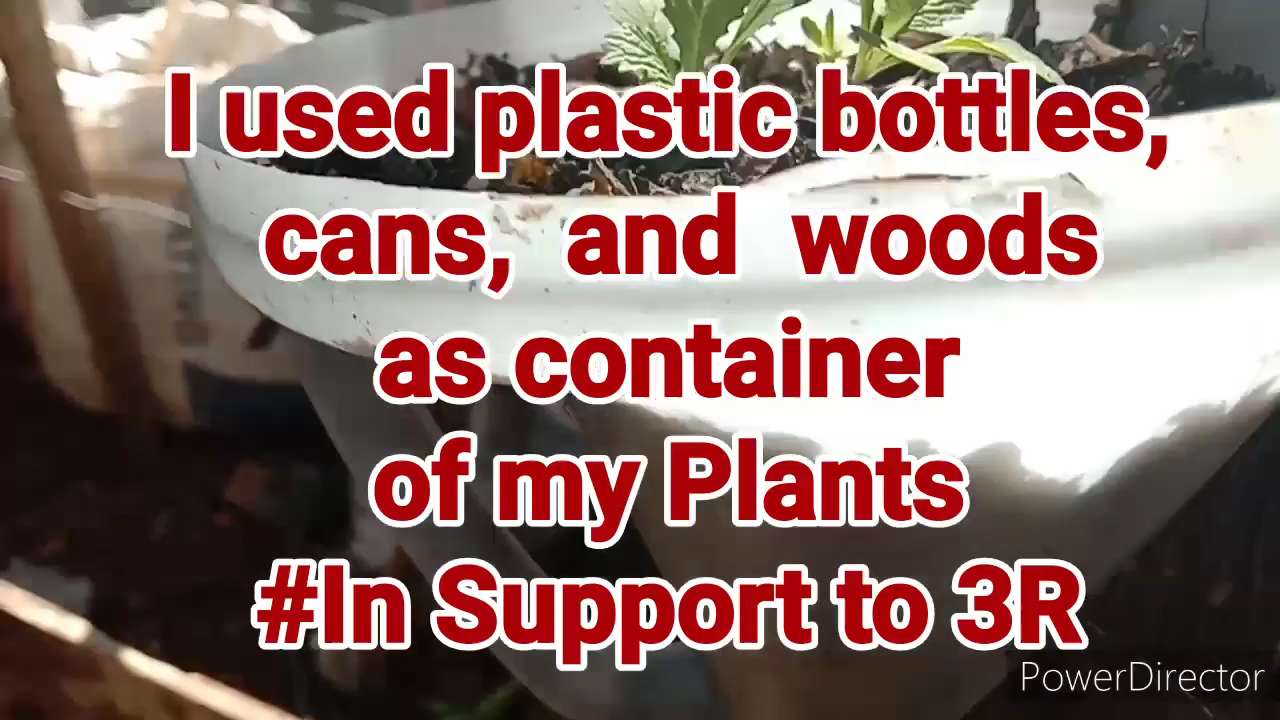 I used plastic bottles,
cans, and woods
as container
of my Plants
#In Support to 3R
PowerDirector